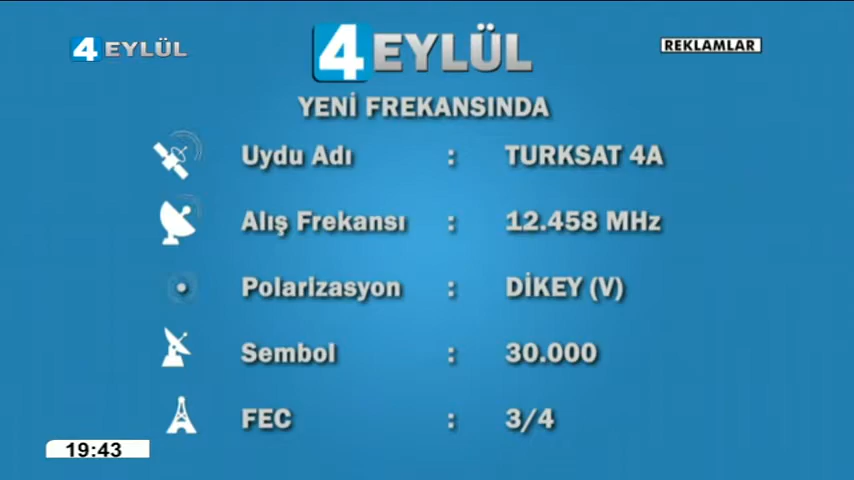 4 EYLÜL
4 EYLÜL
REKLAMLAR
YENİ FREKANSINDA
Uydu Adı : TURKSAT 4A
Alış Frekansı : 12.458 MHz
Polarizasyon : DİKEY (V)
Sembol : 30.000
FEC : 3/4
19:43